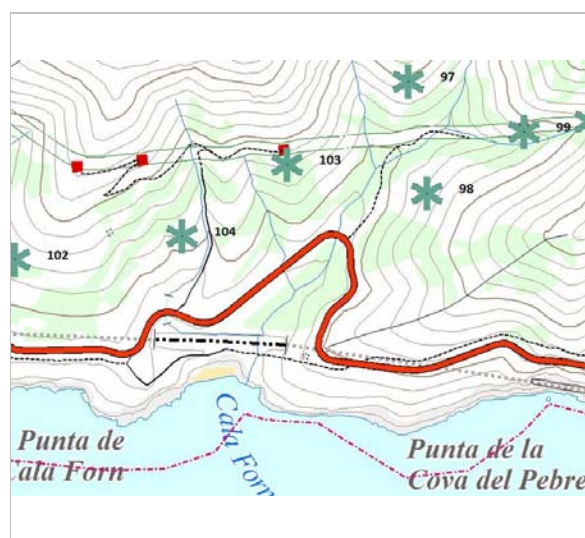 97
99
103
98
104
102
Cala Forn
Punta de
Cala Forn
Punta de la
Cova del Pebre